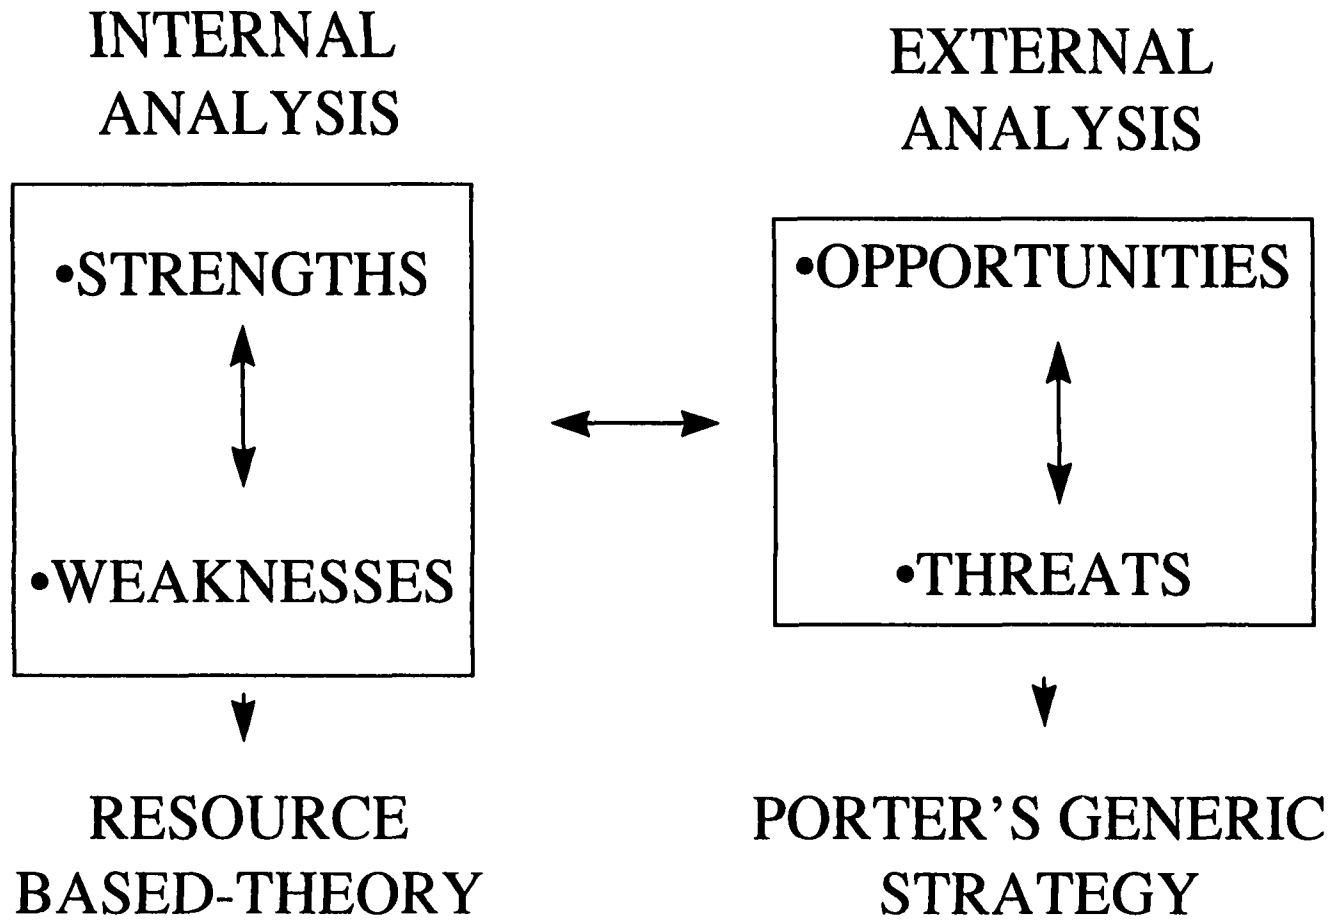 INTERNAL
ANALYSIS
•STRENGTHS
•WEAKNESSES
RESOURCE
BASED-THEORY
EXTERNAL
ANALYSIS
•OPPORTUNITIES
•THREATS
PORTER'S GENERIC
STRATEGY